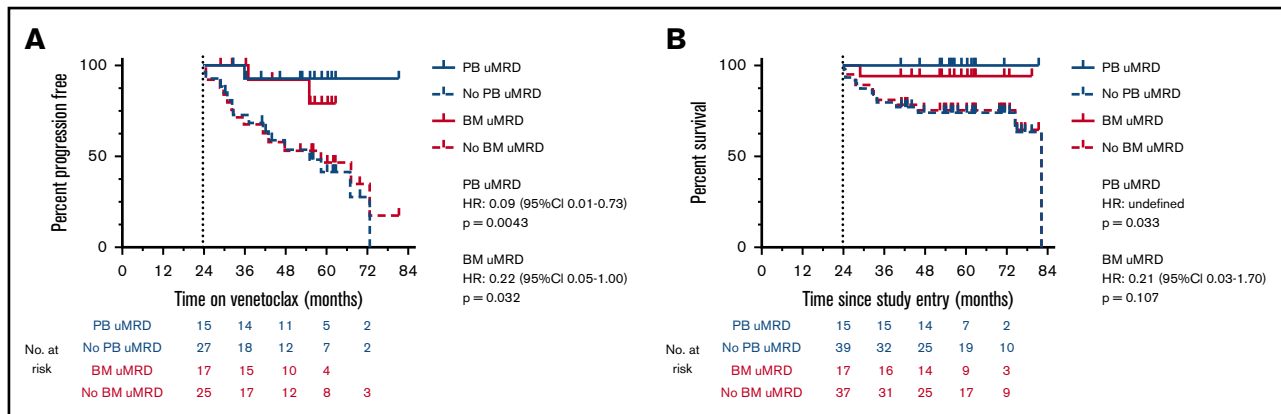 A
Percent progression free
100
50
0
0 12 24 36 48 60 72 84
Time on venetoclax (months)
PB uMRD
No PB uMRD
BM uMRD
No BM uMRD
PB uMRD
HR: 0.09 (95%CI 0.01-0.73)
p = 0.0043
BM uMRD
HR: 0.22 (95%CI 0.05-1.00)
p = 0.032
No. at
risk
PB uMRD 15 14 11 5 2
No PB uMRD 27 18 12 7 2
BM uMRD 17 15 10 4
No BM uMRD 25 17 12 8 3
B
Percent survival
100
50
0
0 12 24 36 48 60 72 84
Time since study entry (months)
PB uMRD
No PB uMRD
BM uMRD
No BM uMRD
PB uMRD
HR: undefined
p = 0.033
BM uMRD
HR: 0.21 (95%CI 0.03-1.70)
p = 0.107
No. at
risk
PB uMRD 15 15 14 7 2
No PB uMRD 39 32 25 19 10
BM uMRD 17 16 14 9 3
No BM uMRD 37 31 25 17 9